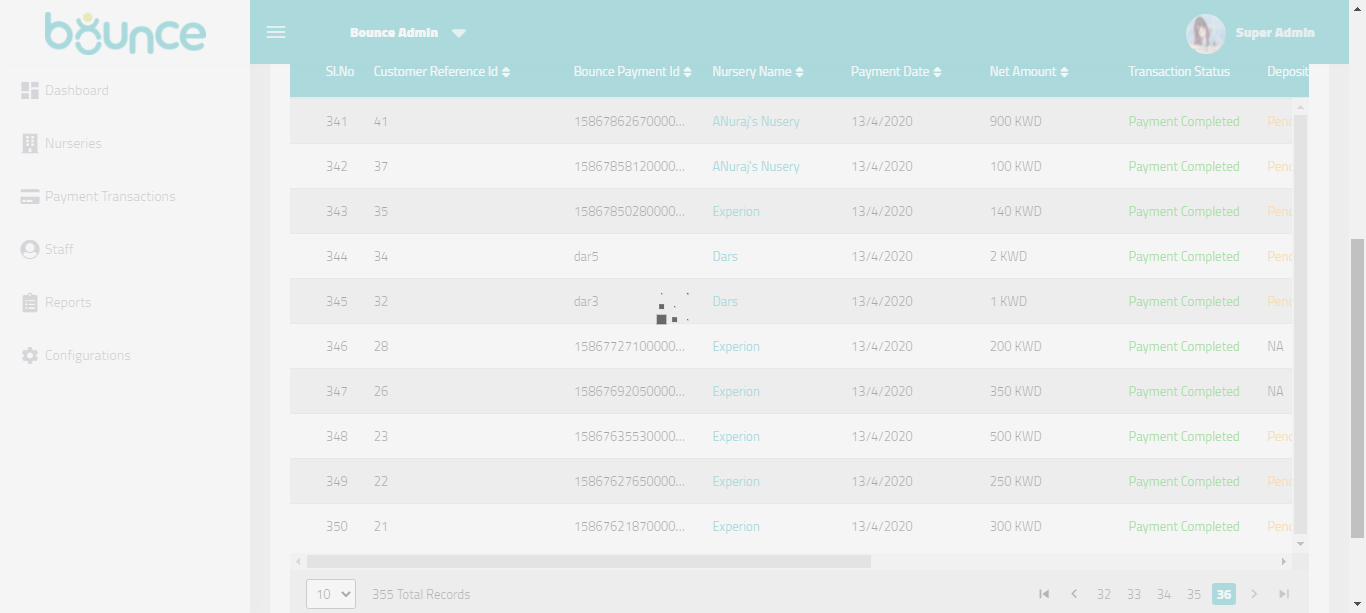 bounce
Bounce Admin
Super Admin
Dashboard
Nurseries
Payment Transactions
Staff
Reports
Configurations
Sl.No Customer Reference Id Bounce Payment Id Nursery Name Payment Date Net Amount Transaction Status Deposit
341 41 15867862670000... ANuraj's Nusery 13/4/2020 900 KWD Payment Completed Pend
342 37 15867858120000... ANuraj's Nusery 13/4/2020 100 KWD Payment Completed Pend
343 35 15867850280000... Experion 13/4/2020 140 KWD Payment Completed Pend
344 34 dar5 Dars 13/4/2020 2 KWD Payment Completed Pend
345 32 dar3 Dars 13/4/2020 1 KWD Payment Completed Pend
346 28 15867727100000... Experion 13/4/2020 200 KWD Payment Completed NA
347 26 15867692050000... Experion 13/4/2020 350 KWD Payment Completed NA
348 23 15867635530000... Experion 13/4/2020 500 KWD Payment Completed Pend
349 22 15867627650000... Experion 13/4/2020 250 KWD Payment Completed Pend
350 21 15867621870000... Experion 13/4/2020 300 KWD Payment Completed Pend
10 355 Total Records 32 33 34 35 36